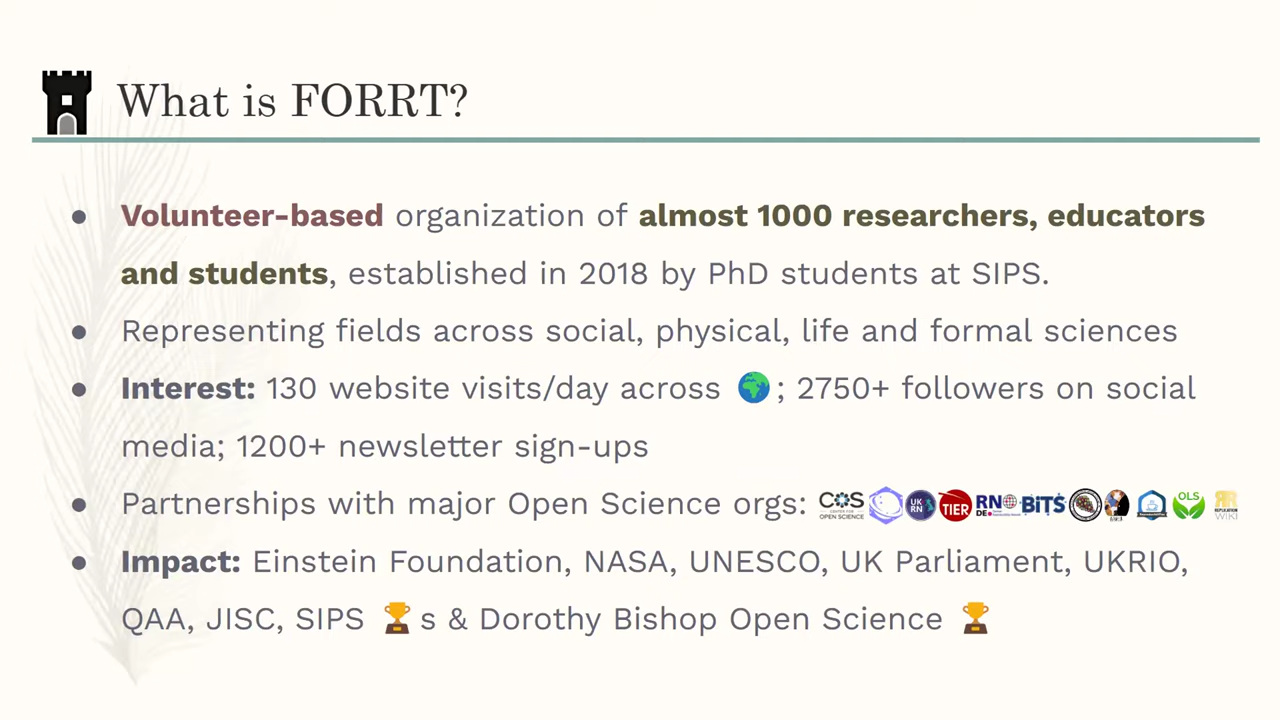 What is FORRT?
● Volunteer-based organization of almost 1000 researchers, educators
and students, established in 2018 by PhD students at SIPS.
● Representing fields across social, physical, life and formal sciences
● Interest: 130 website visits/day across 🌍; 2750+ followers on social
media; 1200+ newsletter sign-ups
● Partnerships with major Open Science orgs: COS CENTER FOR OPEN SCIENCE UK RN TIER RN DE BiTS OLS RR REPLICATION WIKI
● Impact: Einstein Foundation, NASA, UNESCO, UK Parliament, UKRIO,
QAA, JISC, SIPS 🏆s & Dorothy Bishop Open Science 🏆